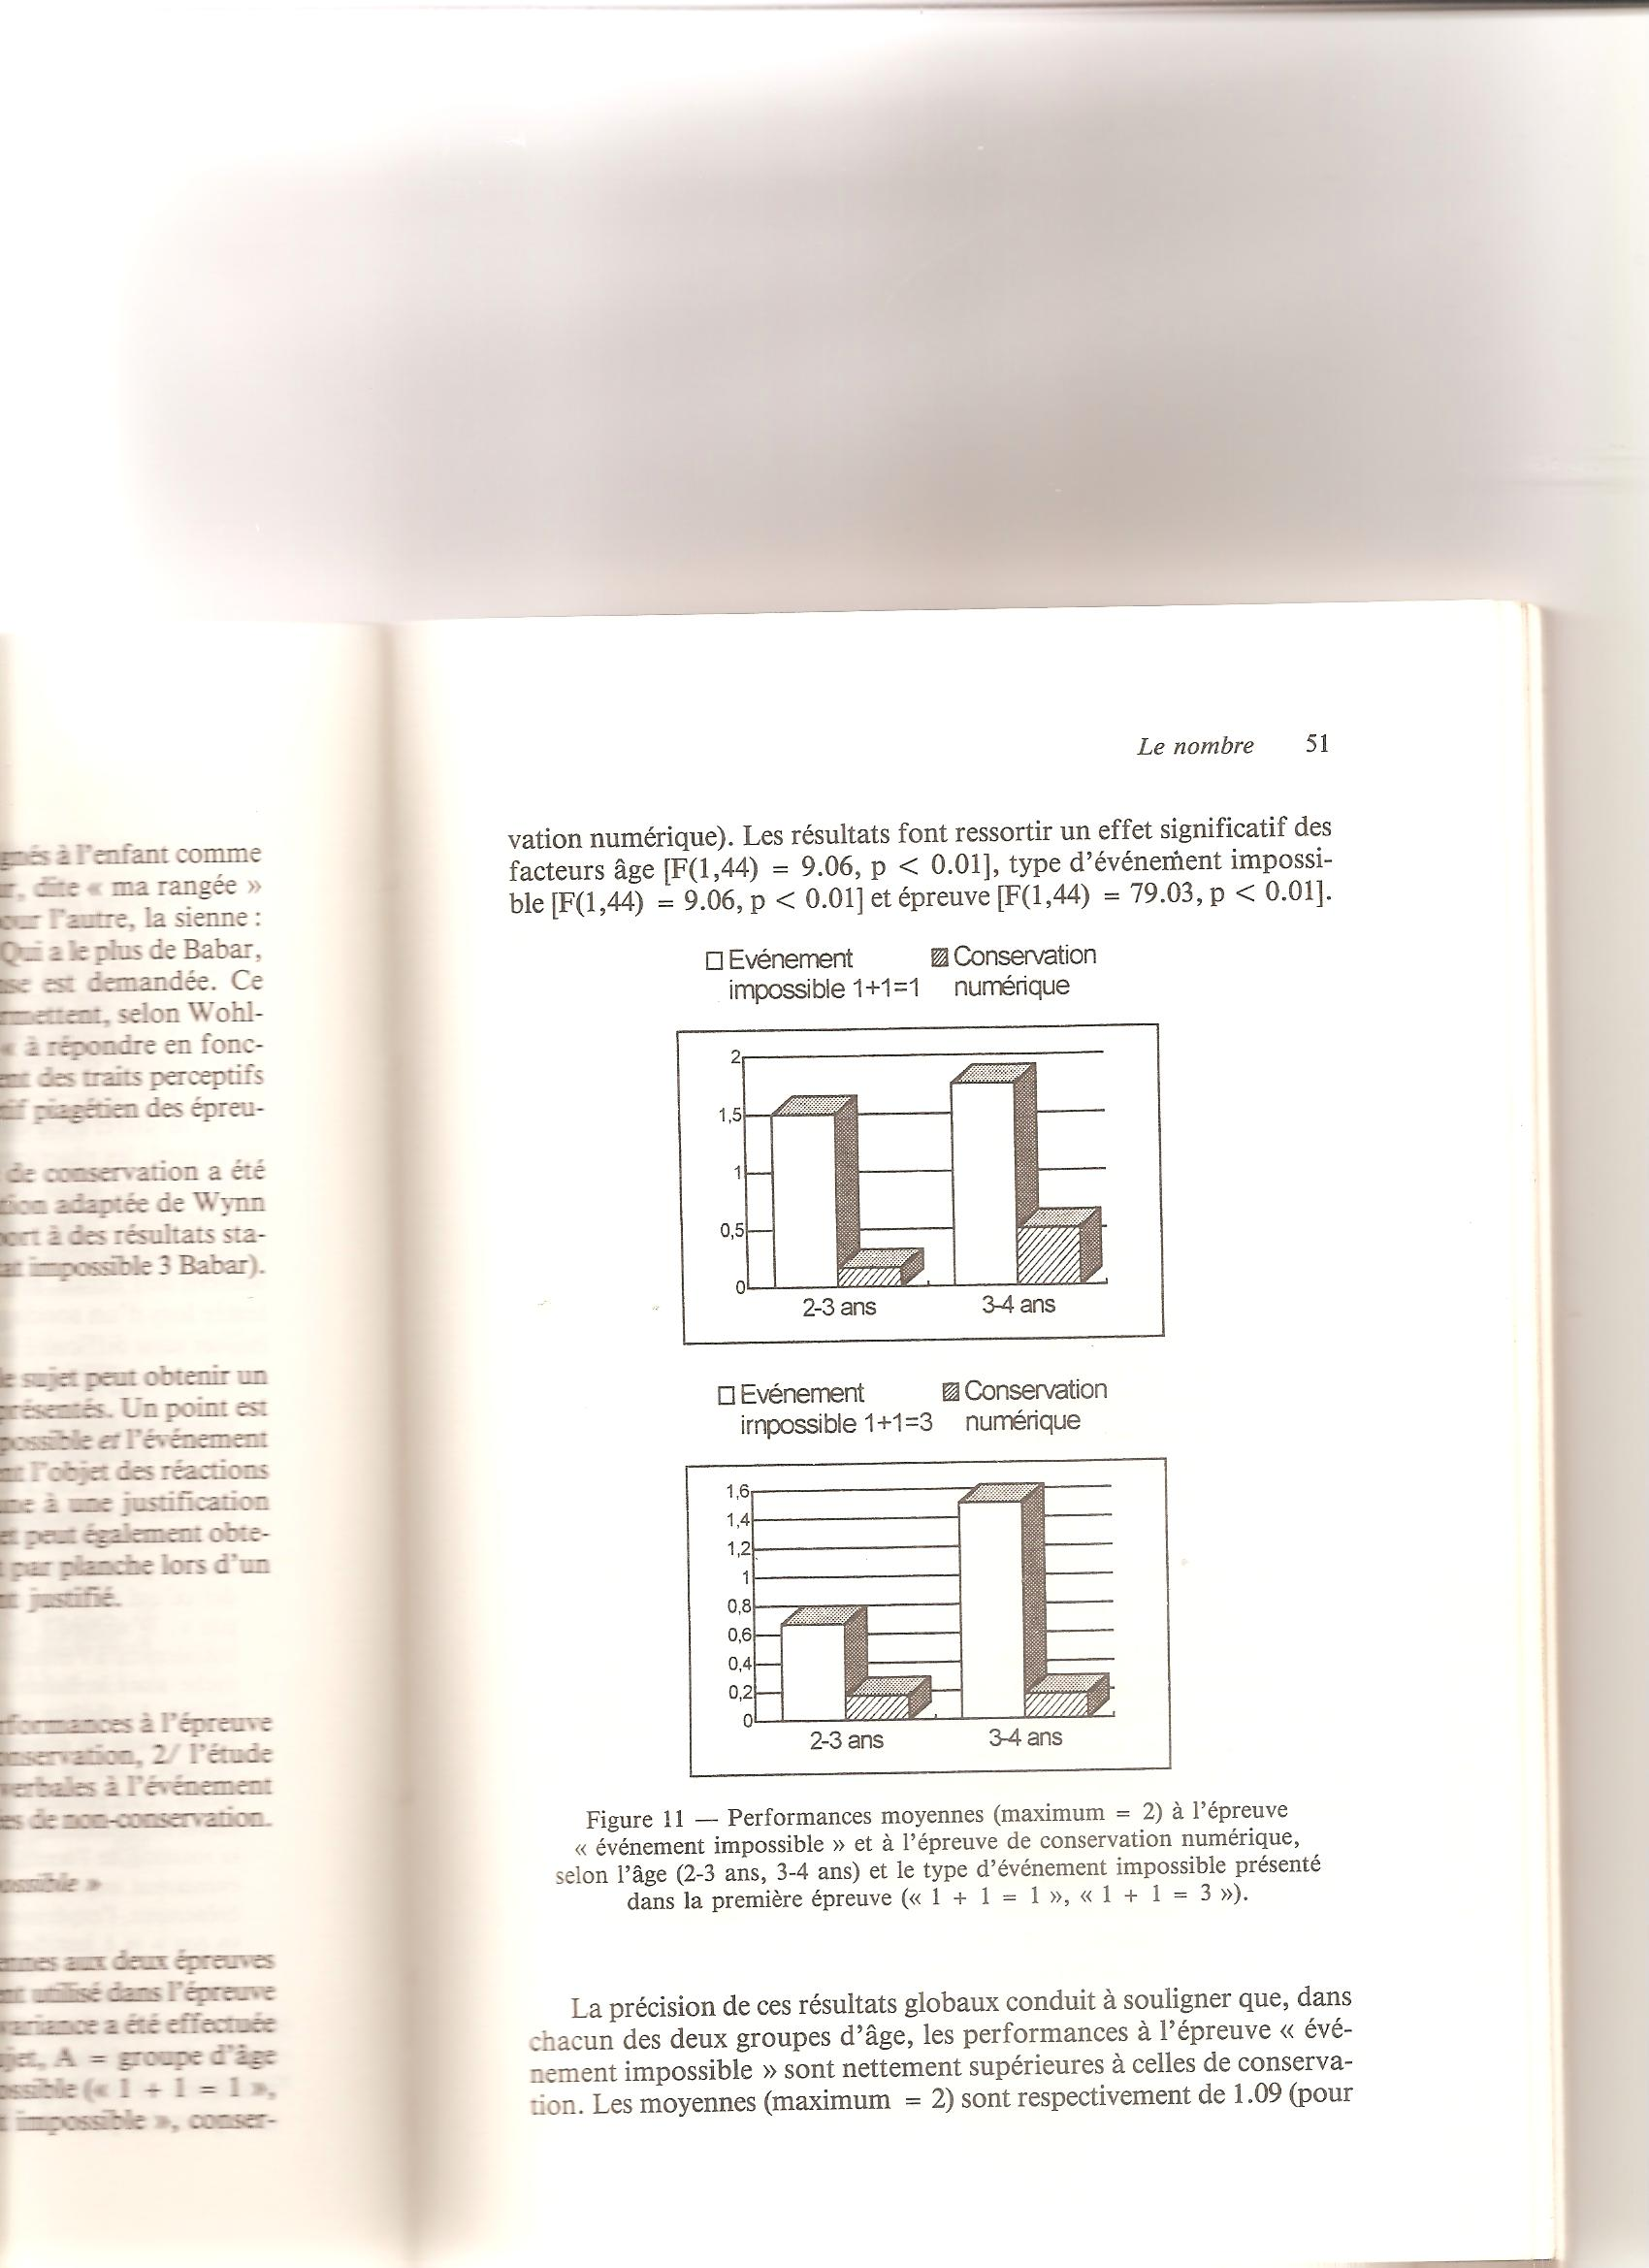 à l'enfant comme
dite « ma rangée »
l'autre, la sienne :
Qui a le plus de Babar,
est demandée. Ce
selon Wohl-
« à répondre en fonc-
des traits perceptifs
piagétien des épreu-
de conservation a été
adaptée de Wynn
à des résultats sta-
impossible 3 Babar).
sujet peut obtenir un
Un point est
et l'événement
l'objet des réactions
à une justification
peut également obte-
par planche lors d'un
justifié.
à l'épreuve
2/ l'étude
verbales à l'événement
de non-conservation.
aux deux épreuves
utilisé dans l'épreuve
a été effectuée
A = groupe d'âge
(« 1 + 1 = 1 »,
impossible », conser-
Le nombre 51
vation numérique). Les résultats font ressortir un effet significatif des
facteurs âge [F(1,44) = 9.06, p < 0.01], type d'événement impossi-
ble [F(1,44) = 9.06, p < 0.01] et épreuve [F(1,44) = 79.03, p < 0.01].
Evénement Conservation
impossible 1+1=1 numérique
2
1,5
1
0,5
0
2-3 ans 3-4 ans
Evénement Conservation
impossible 1+1=3 numérique
1,6
1,4
1,2
1
0,8
0,6
0,4
0,2
0
2-3 ans 3-4 ans
Figure 11 — Performances moyennes (maximum = 2) à l'épreuve
« événement impossible » et à l'épreuve de conservation numérique,
selon l'âge (2-3 ans, 3-4 ans) et le type d'événement impossible présenté
dans la première épreuve (« 1 + 1 = 1 », « 1 + 1 = 3 »).
La précision de ces résultats globaux conduit à souligner que, dans
chacun des deux groupes d'âge, les performances à l'épreuve « évé-
nement impossible » sont nettement supérieures à celles de conserva-
tion. Les moyennes (maximum = 2) sont respectivement de 1.09 (pour